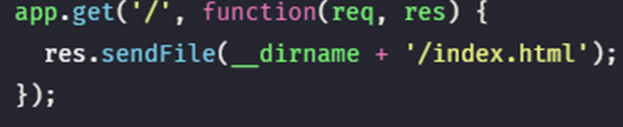 app.get('/', function(req, res) {
  res.sendFile(__dirname + '/index.html');
});